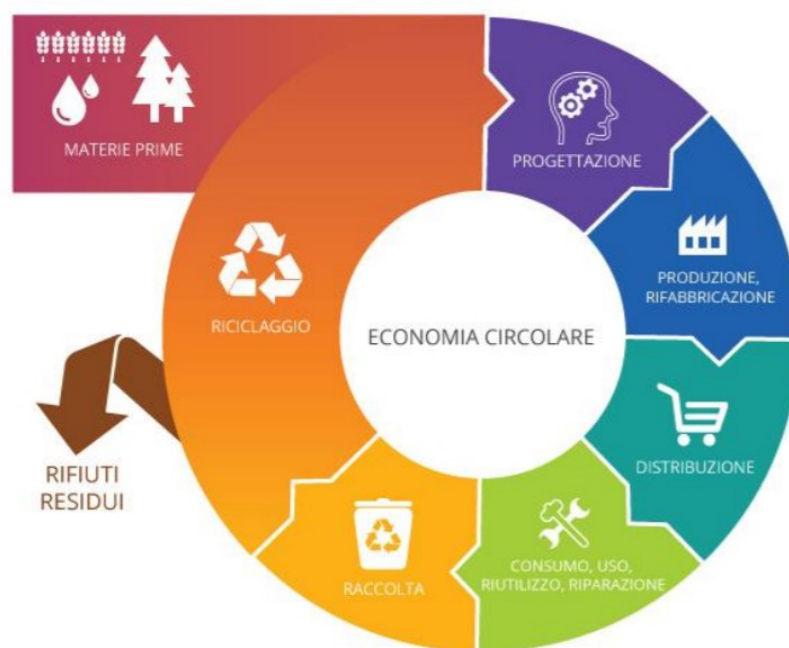 MATERIE PRIME
PROGETTAZIONE
PRODUZIONE,
RIFABBRICAZIONE
RICICLAGGIO
ECONOMIA CIRCOLARE
DISTRIBUZIONE
RIFIUTI
RESIDUI
CONSUMO, USO,
RIUTILIZZO, RIPARAZIONE
RACCOLTA